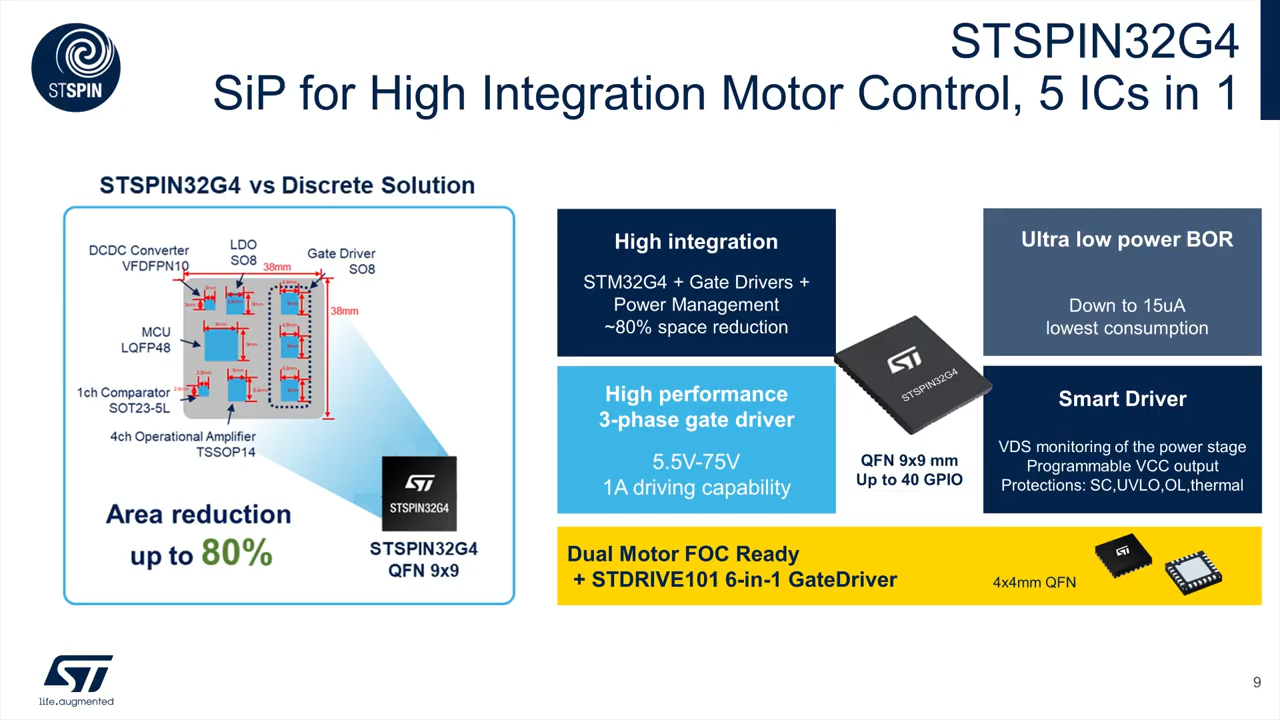 STSPIN32G4
SiP for High Integration Motor Control, 5 ICs in 1
STSPIN
STSPIN32G4 vs Discrete Solution
DCDC Converter
VFDFPN10
LDO
SO8
Gate Driver
SO8
38mm
38mm
MCU
LQFP48
1ch Comparator
SOT23-5L
4ch Operational Amplifier
TSSOP14
Area reduction
up to 80%
STSPIN32G4
STSPIN32G4
QFN 9x9
High integration
STM32G4 + Gate Drivers +
Power Management
~80% space reduction
Ultra low power BOR
Down to 15uA
lowest consumption
High performance
3-phase gate driver
5.5V-75V
1A driving capability
STSPIN32G4
QFN 9x9 mm
Up to 40 GPIO
Smart Driver
VDS monitoring of the power stage
Programmable VCC output
Protections: SC,UVLO,OL,thermal
Dual Motor FOC Ready
+ STDRIVE101 6-in-1 GateDriver
4x4mm QFN
ST
life.augmented
9